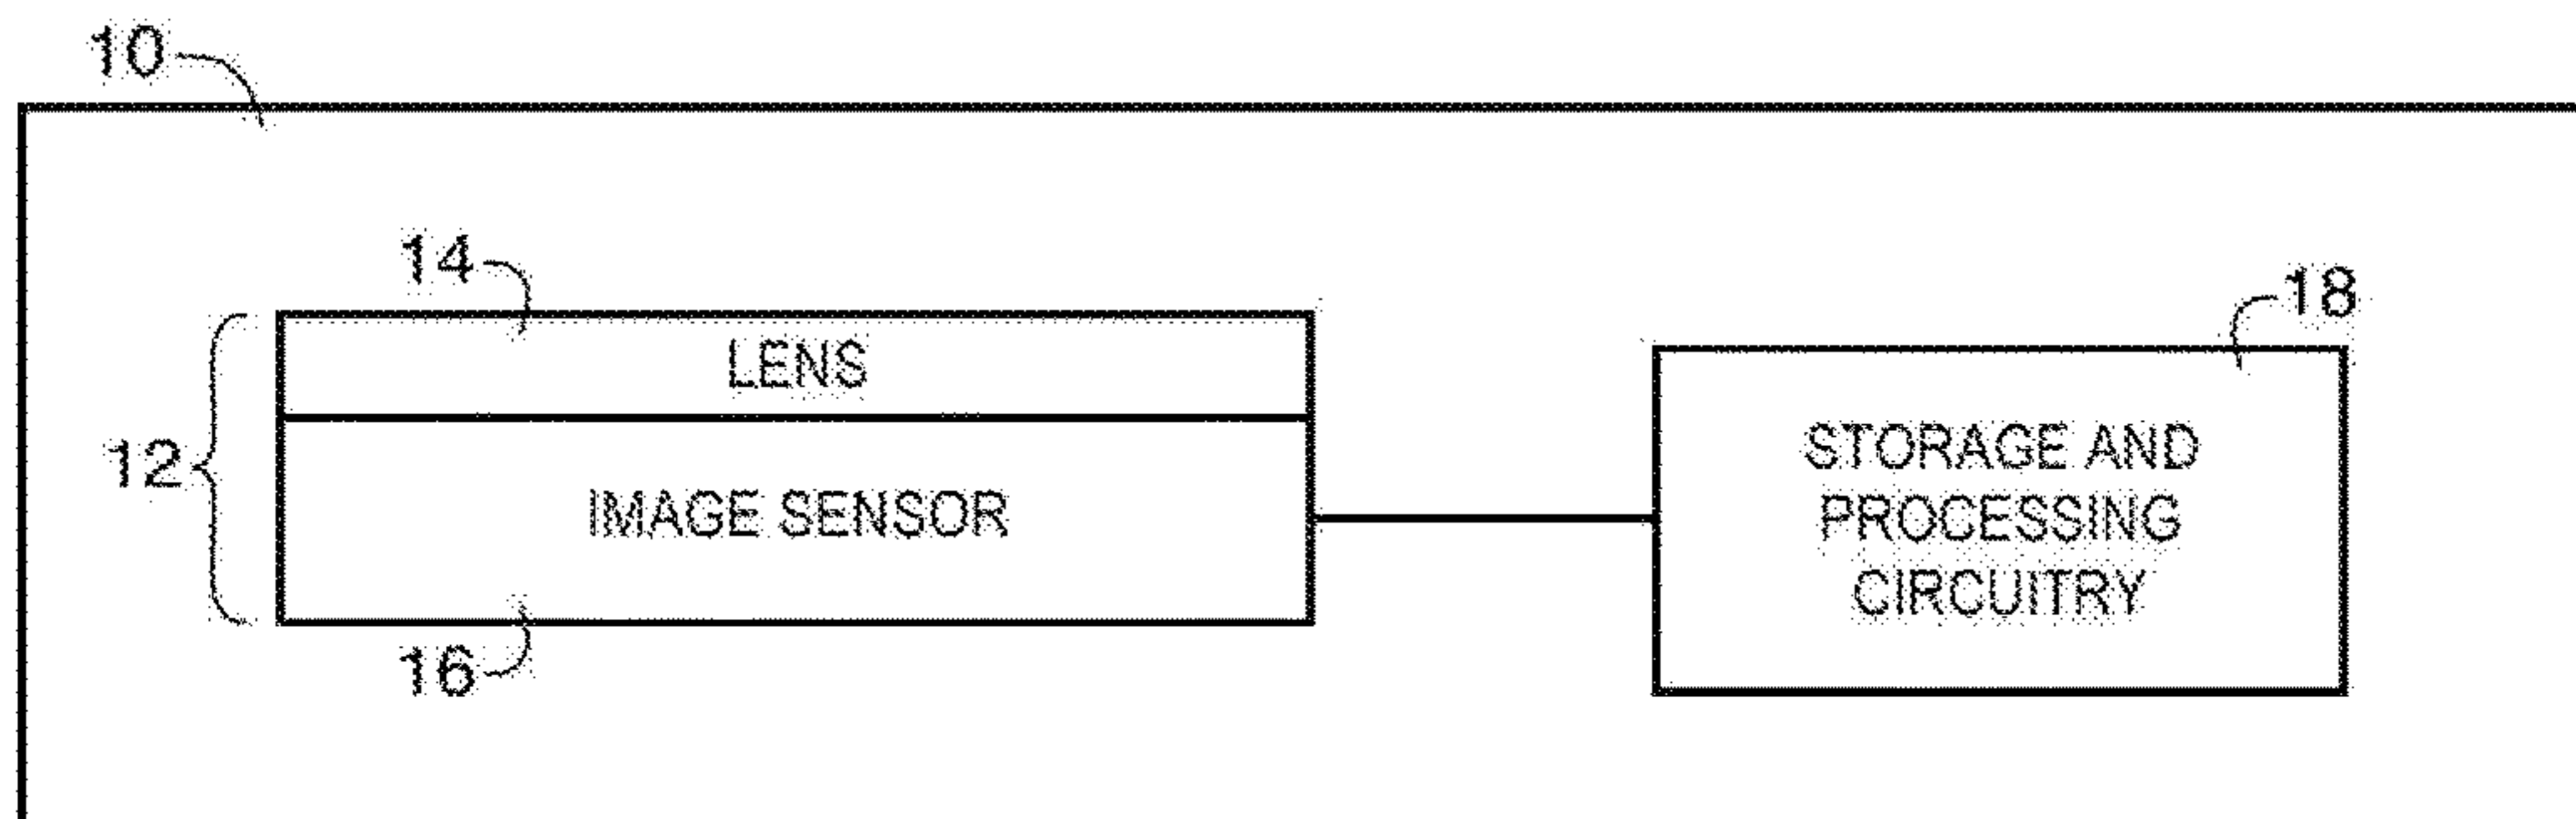 10
14
LENS
12
IMAGE SENSOR
16
18
STORAGE AND
PROCESSING
CIRCUITRY